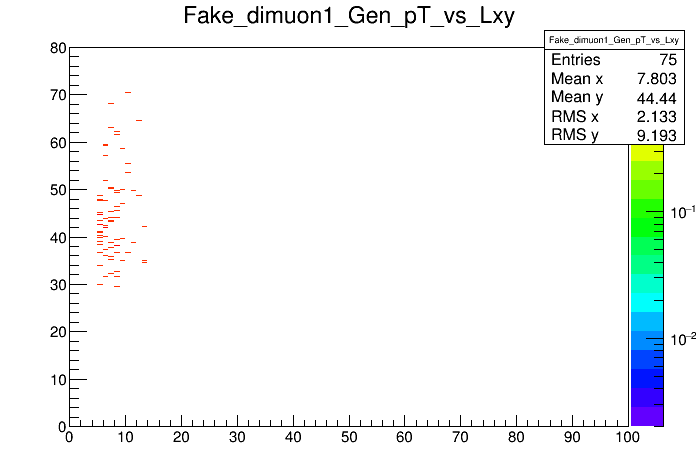 Fake_dimuon1_Gen_pT_vs_Lxy
Fake_dimuon1_Gen_pT_vs_Lxy
Entries 75
Mean x 7.803
Mean y 44.44
RMS x 2.133
RMS y 9.193
80
70
60
50
40
30
20
10
0
0 10 20 30 40 50 60 70 80 90 100
10⁻¹
10⁻²